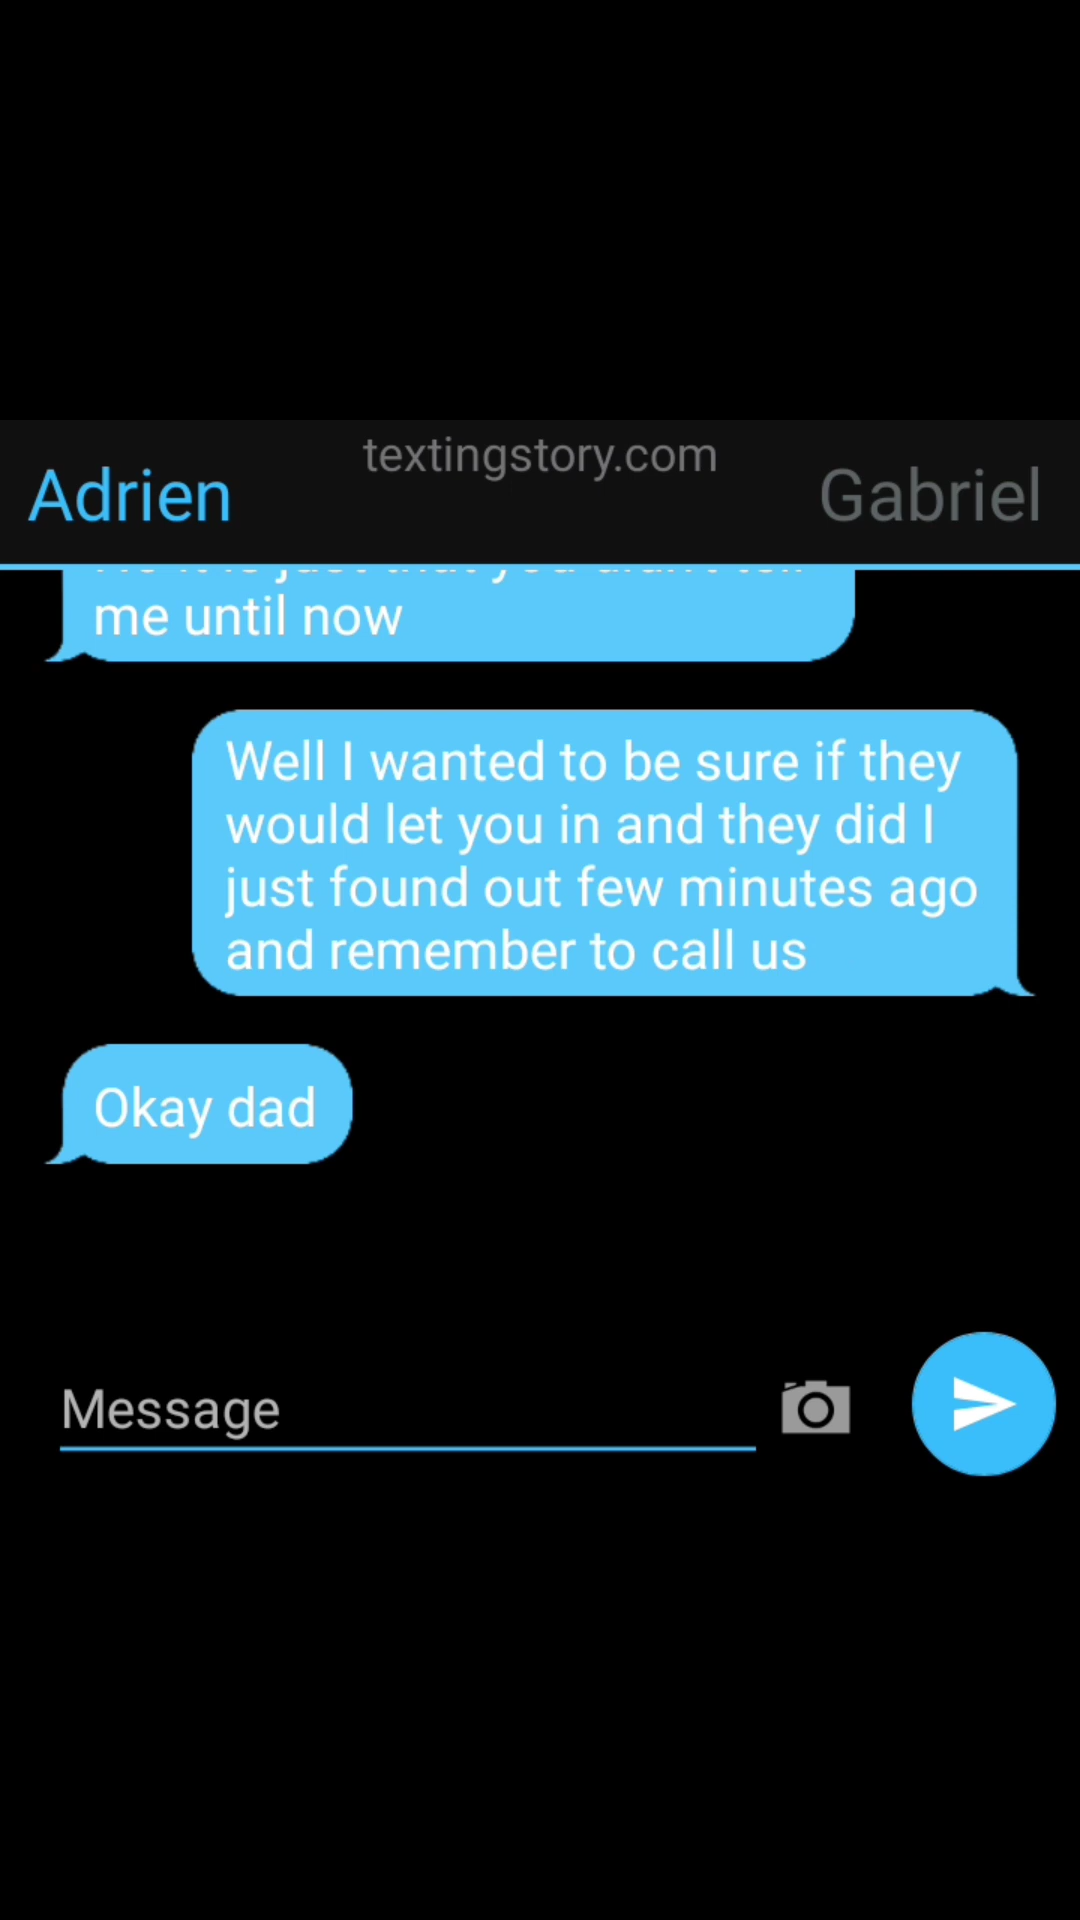 textingstory.com
Adrien
Gabriel
me until now
Well I wanted to be sure if they
would let you in and they did I
just found out few minutes ago
and remember to call us
Okay dad
Message